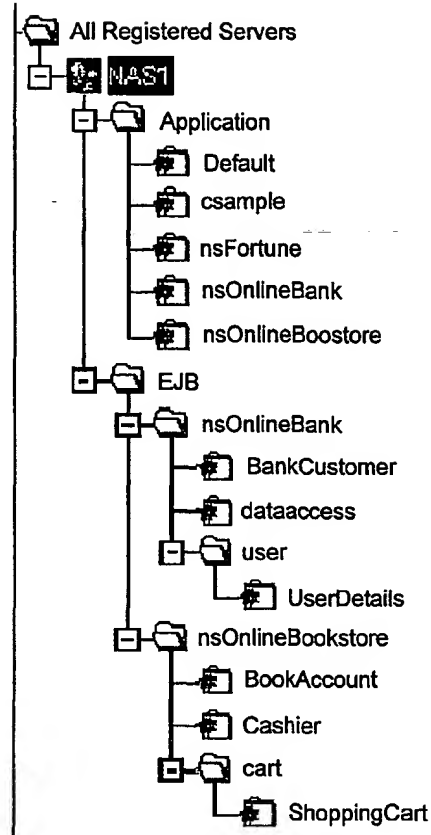 All Registered Servers
NAS1
Application
Default
csample
nsFortune
nsOnlineBank
nsOnlineBoostore
EJB
nsOnlineBank
BankCustomer
dataaccess
user
UserDetails
nsOnlineBookstore
BookAccount
Cashier
cart
ShoppingCart